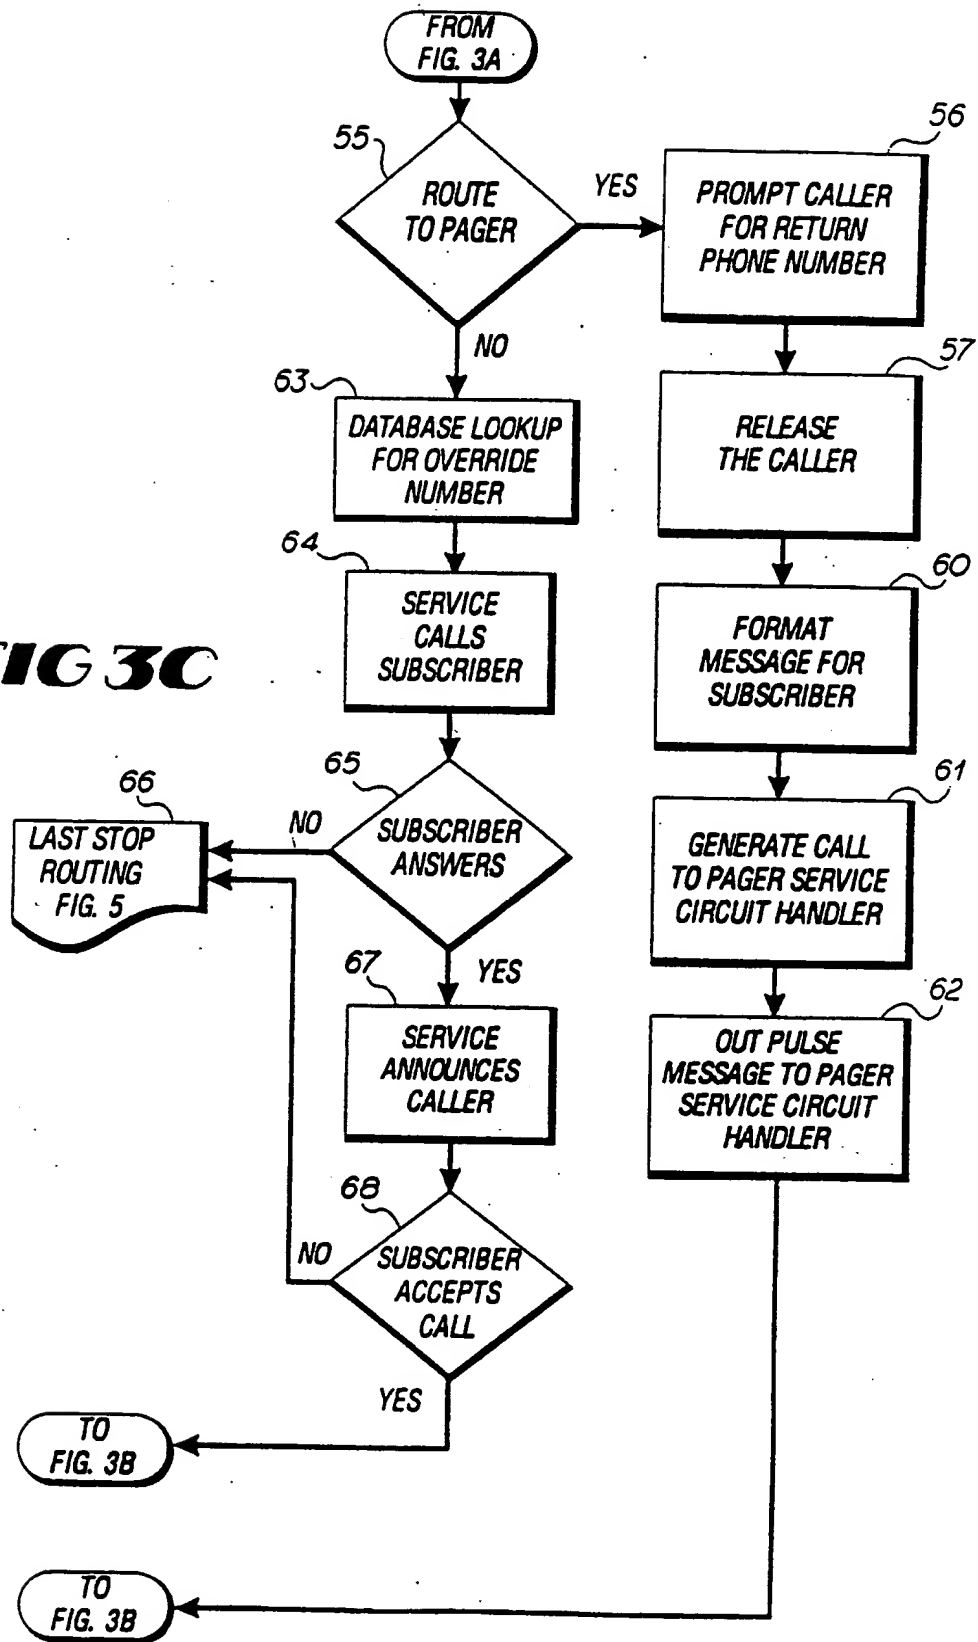 FROM
FIG. 3A
55
ROUTE
TO PAGER
YES
56
PROMPT CALLER
FOR RETURN
PHONE NUMBER
NO
57
RELEASE
THE CALLER
63
DATABASE LOOKUP
FOR OVERRIDE
NUMBER
64
SERVICE
CALLS
SUBSCRIBER
60
FORMAT
MESSAGE FOR
SUBSCRIBER
FIG 3C
65
SUBSCRIBER
ANSWERS
NO
66
LAST STOP
ROUTING
FIG. 5
61
GENERATE CALL
TO PAGER SERVICE
CIRCUIT HANDLER
YES
67
SERVICE
ANNOUNCES
CALLER
62
OUT PULSE
MESSAGE TO PAGER
SERVICE CIRCUIT
HANDLER
68
SUBSCRIBER
ACCEPTS
CALL
NO
YES
TO
FIG. 3B
TO
FIG. 3B